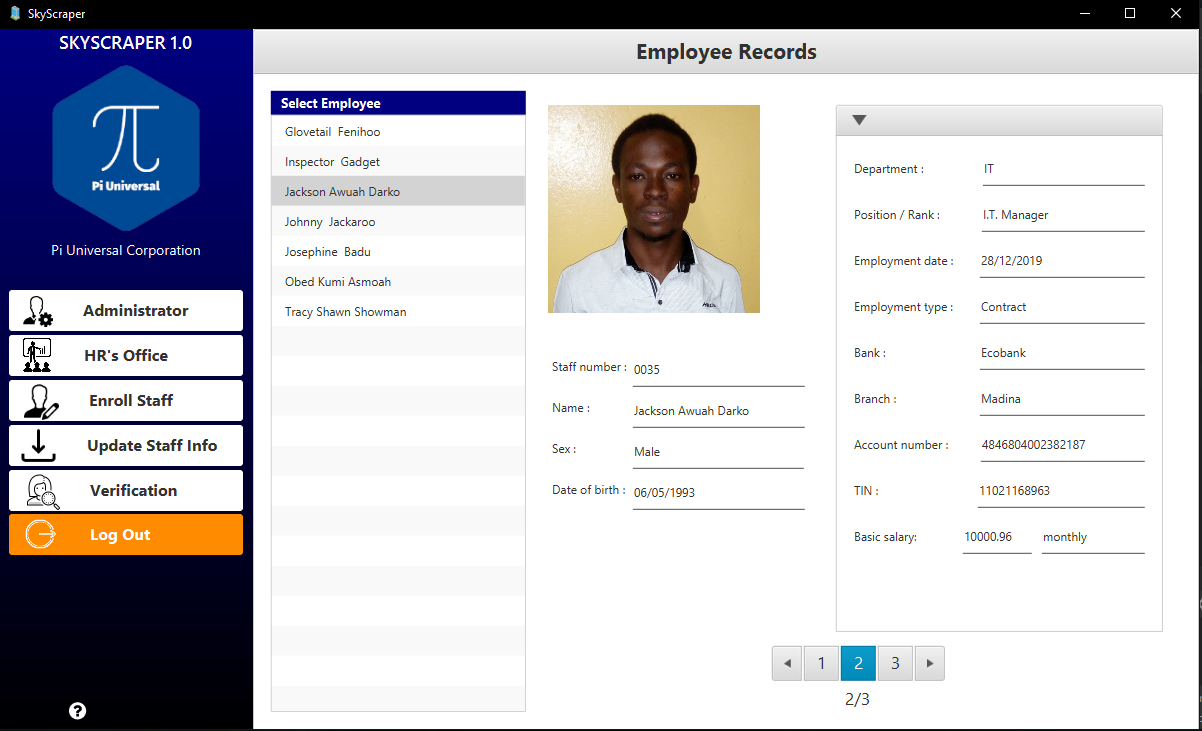 SkyScraper
SKYSCRAPER 1.0
π
Pi Universal
Pi Universal Corporation
Administrator
HR's Office
Enroll Staff
Update Staff Info
Verification
Log Out
?
Employee Records
Select Employee
Glovetail Fenihoo
Inspector Gadget
Jackson Awuah Darko
Johnny Jackaroo
Josephine Badu
Obed Kumi Asmoah
Tracy Shawn Showman
Staff number : 0035
Name : Jackson Awuah Darko
Sex : Male
Date of birth : 06/05/1993
Department : IT
Position / Rank : I.T. Manager
Employment date : 28/12/2019
Employment type : Contract
Bank : Ecobank
Branch : Madina
Account number : 4846804002382187
TIN : 11021168963
Basic salary: 10000.96 monthly
1 2 3
2/3